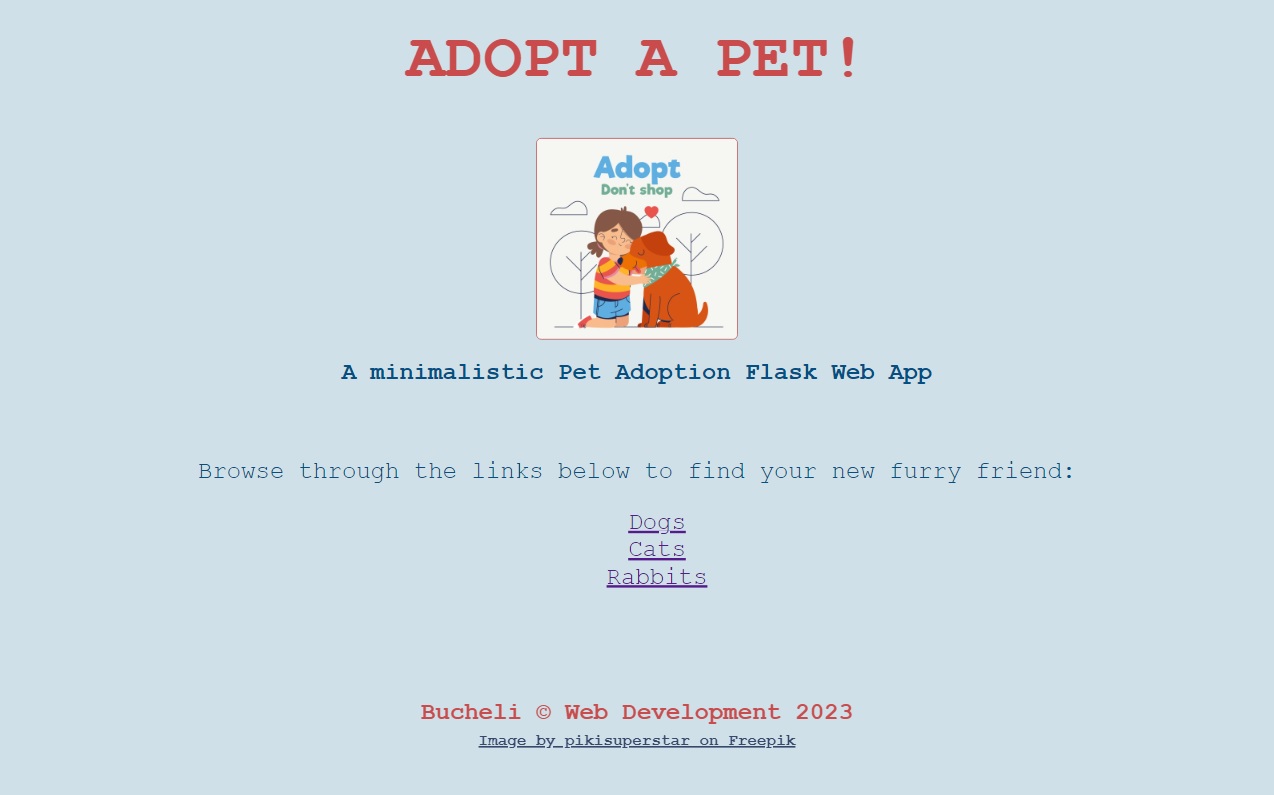 ADOPT A PET!
Adopt
Don't shop
A minimalistic Pet Adoption Flask Web App
Browse through the links below to find your new furry friend:
Dogs
Cats
Rabbits
Bucheli © Web Development 2023
Image by pikisuperstar on Freepik